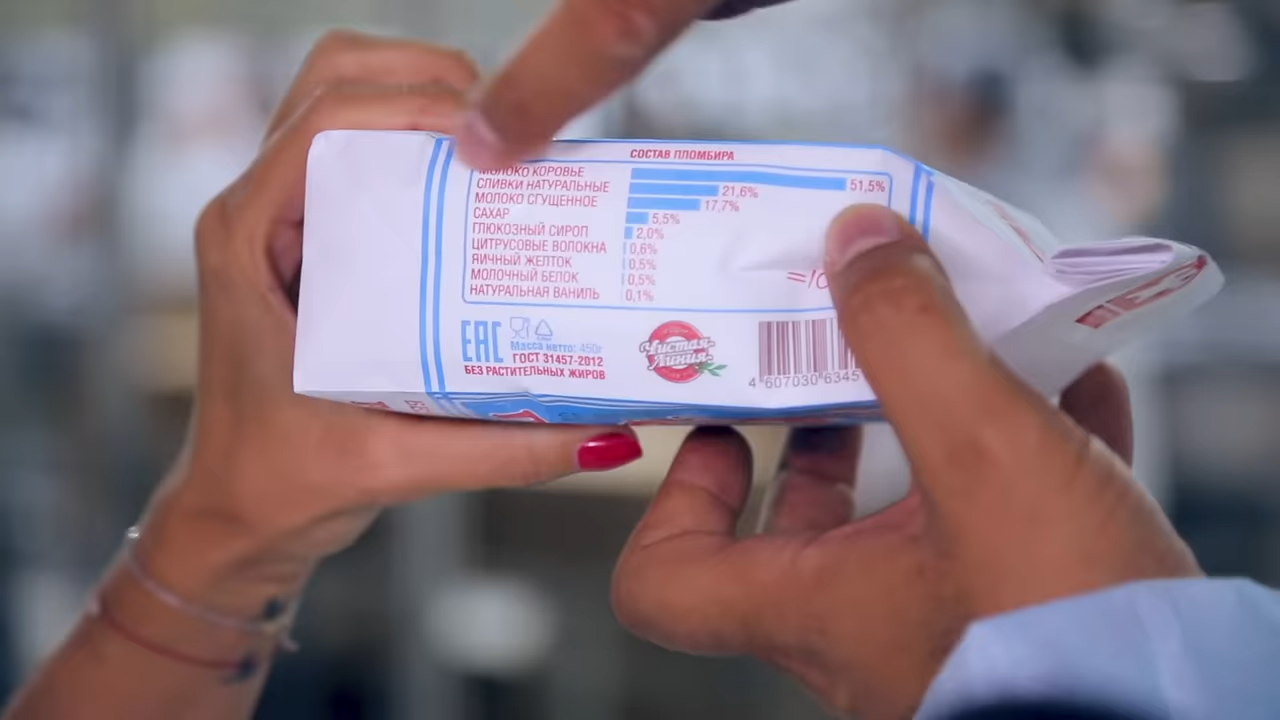 СОСТАВ ПЛОМБИРА
МОЛОКО КОРОВЬЕ 51,5%
СЛИВКИ НАТУРАЛЬНЫЕ 21,6%
МОЛОКО СГУЩЕННОЕ 17,7%
САХАР 5,5%
ГЛЮКОЗНЫЙ СИРОП 2,0%
ЦИТРУСОВЫЕ ВОЛОКНА 0,6%
ЯИЧНЫЙ ЖЕЛТОК 0,5%
МОЛОЧНЫЙ БЕЛОК 0,5%
НАТУРАЛЬНАЯ ВАНИЛЬ 0,1%
ЕАС
Масса нетто: 450г
ГОСТ 31457-2012
БЕЗ РАСТИТЕЛЬНЫХ ЖИРОВ
Чистая
Линия
4 607030 6345